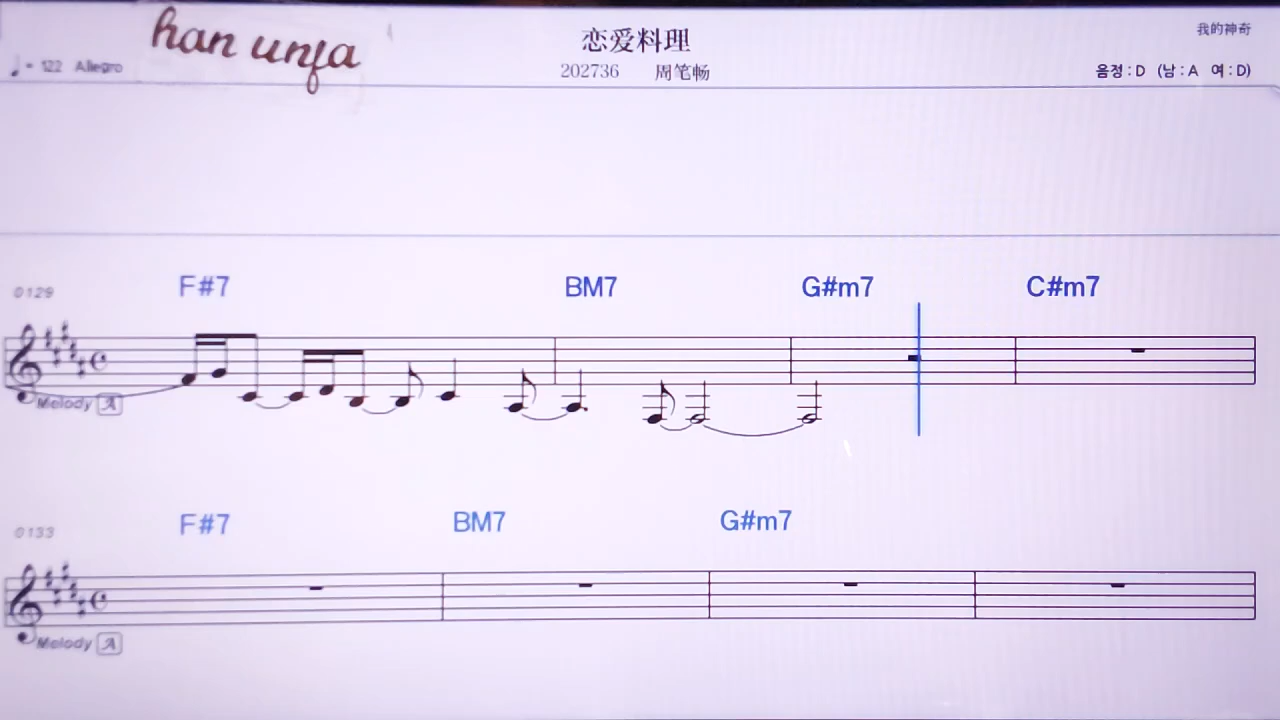 han unfa
恋爱料理
我的神奇
♩ = 122 Allegro
202736 周笔畅
음정 : D (남 : A 여 : D)
0129 F#7 BM7 G#m7 C#m7
Melody A
0133 F#7 BM7 G#m7
Melody A